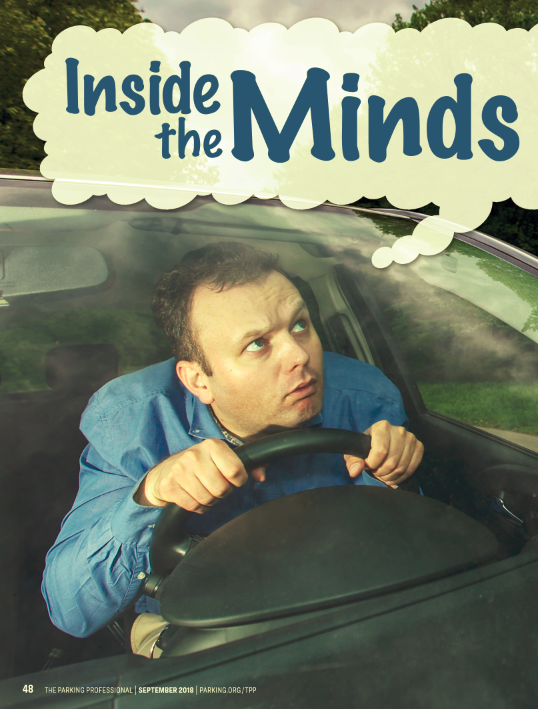 Inside
the Minds
48 THE PARKING PROFESSIONAL | SEPTEMBER 2018 | PARKING.ORG/TPP